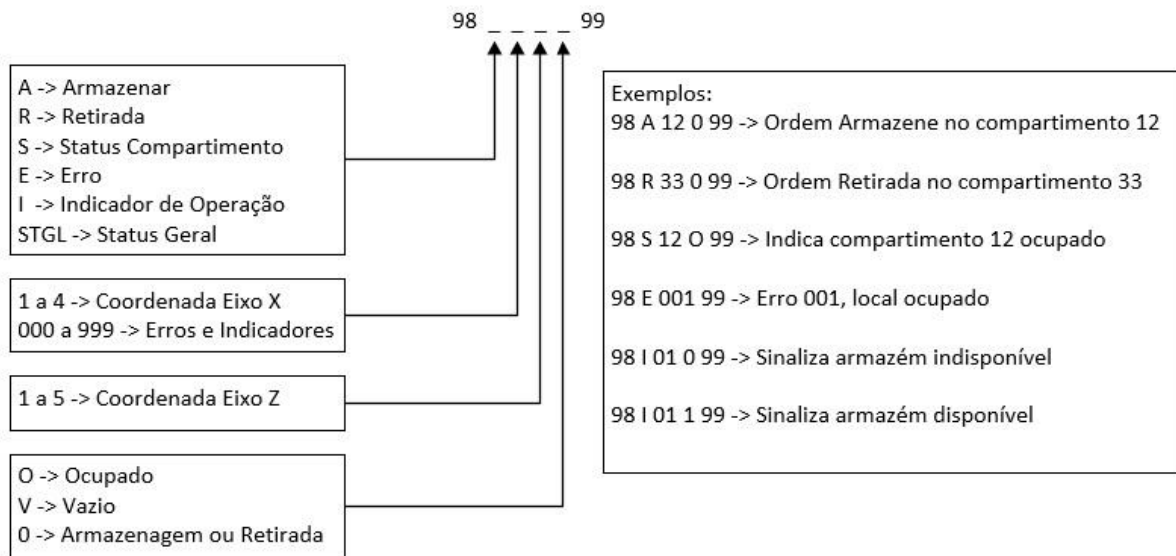 98 _ _ _ _ 99
A -> Armazenar
R -> Retirada
S -> Status Compartimento
E -> Erro
I -> Indicador de Operação
STGL -> Status Geral
1 a 4 -> Coordenada Eixo X
000 a 999 -> Erros e Indicadores
1 a 5 -> Coordenada Eixo Z
O -> Ocupado
V -> Vazio
0 -> Armazenagem ou Retirada
Exemplos:
98 A 12 0 99 -> Ordem Armazene no compartimento 12
98 R 33 0 99 -> Ordem Retirada no compartimento 33
98 S 12 O 99 -> Indica compartimento 12 ocupado
98 E 001 99 -> Erro 001, local ocupado
98 I 01 0 99 -> Sinaliza armazém indisponível
98 I 01 1 99 -> Sinaliza armazém disponível